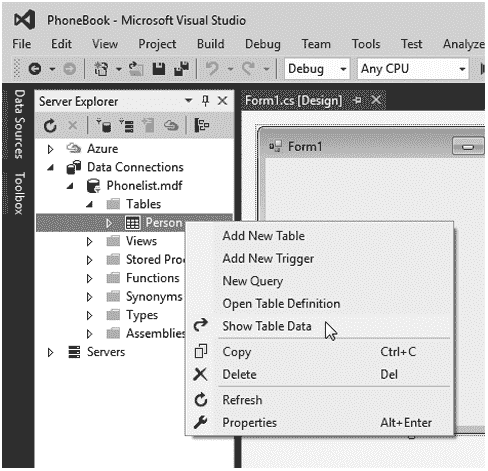 PhoneBook - Microsoft Visual Studio
File Edit View Project Build Debug Team Tools Test Analyze
Debug Any CPU
Data Sources
Toolbox
Server Explorer
Form1.cs [Design]
Azure
Data Connections
Phonelist.mdf
Tables
Person
Views
Stored Proc
Functions
Synonyms
Types
Assemblies
Servers
Form1
Add New Table
Add New Trigger
New Query
Open Table Definition
Show Table Data
Copy Ctrl+C
Delete Del
Refresh
Properties Alt+Enter